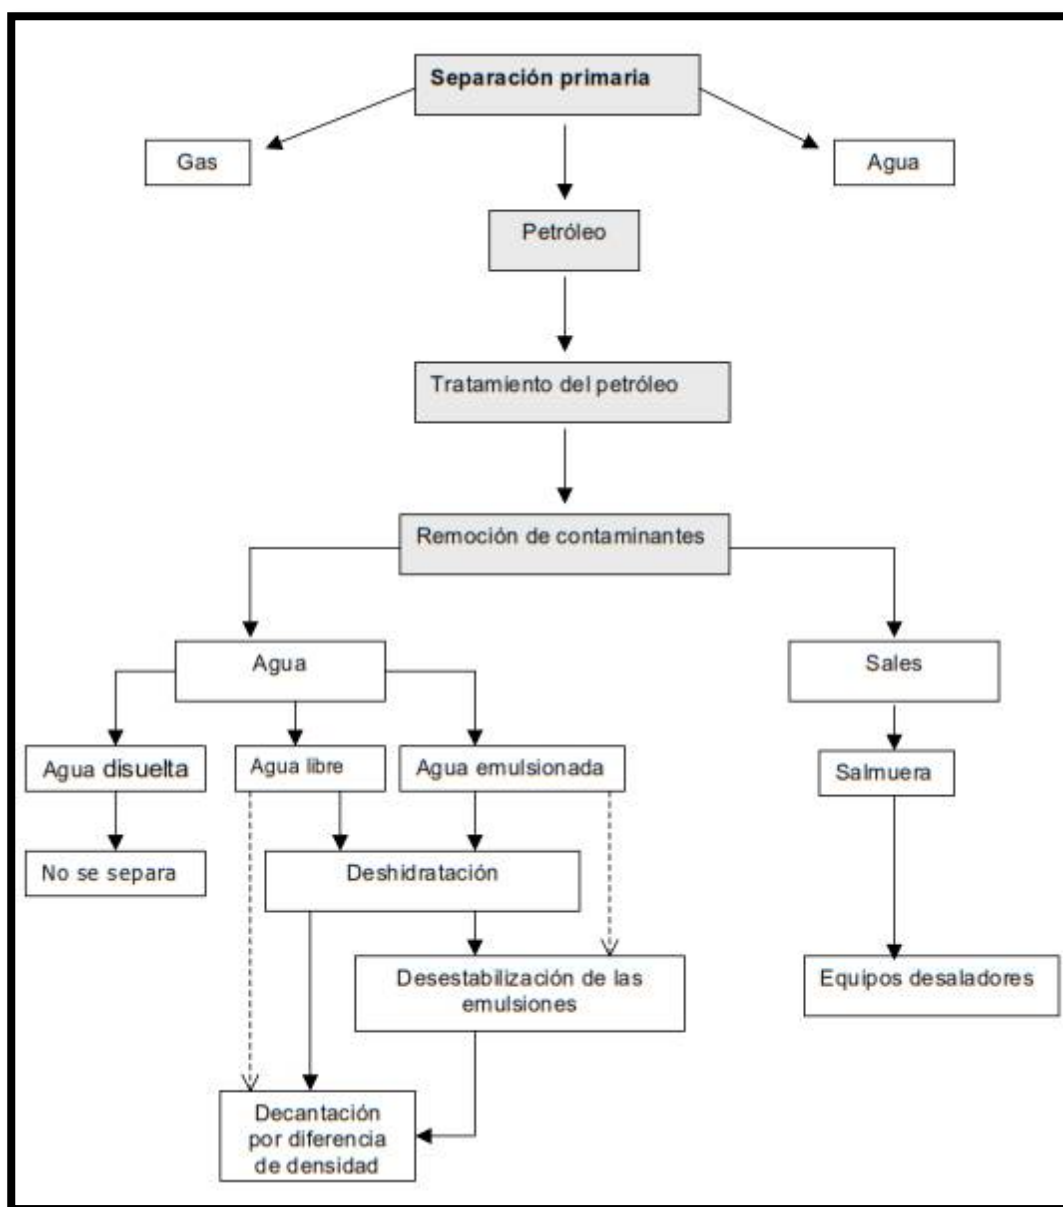 Separación primaria
Gas
Agua
Petróleo
Tratamiento del petróleo
Remoción de contaminantes
Agua
Sales
Agua disuelta
Agua libre
Agua emulsionada
Salmuera
No se separa
Deshidratación
Desestabilización de las
emulsiones
Equipos desaladores
Decantación
por diferencia
de densidad